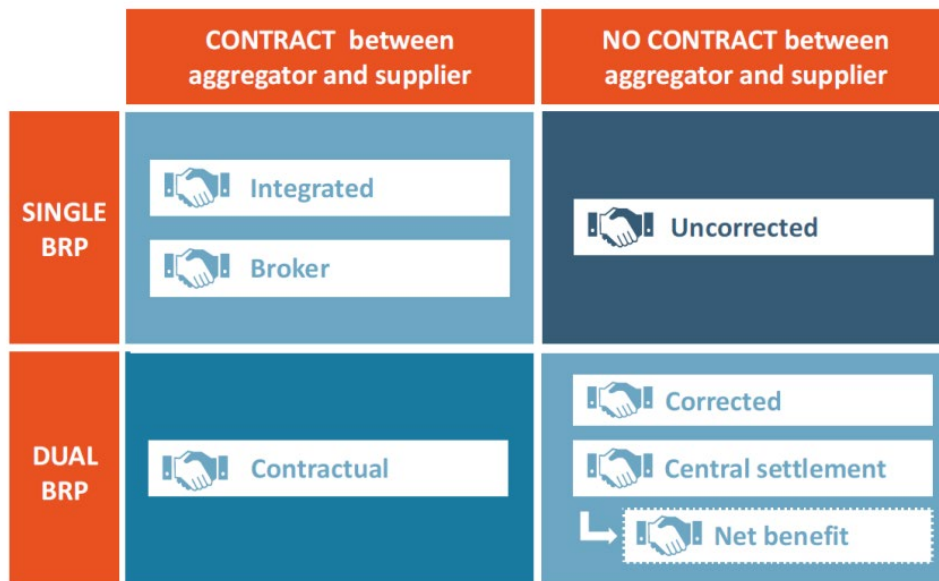 CONTRACT between
aggregator and supplier
NO CONTRACT between
aggregator and supplier
SINGLE
BRP
Integrated
Broker
Uncorrected
DUAL
BRP
Contractual
Corrected
Central settlement
Net benefit